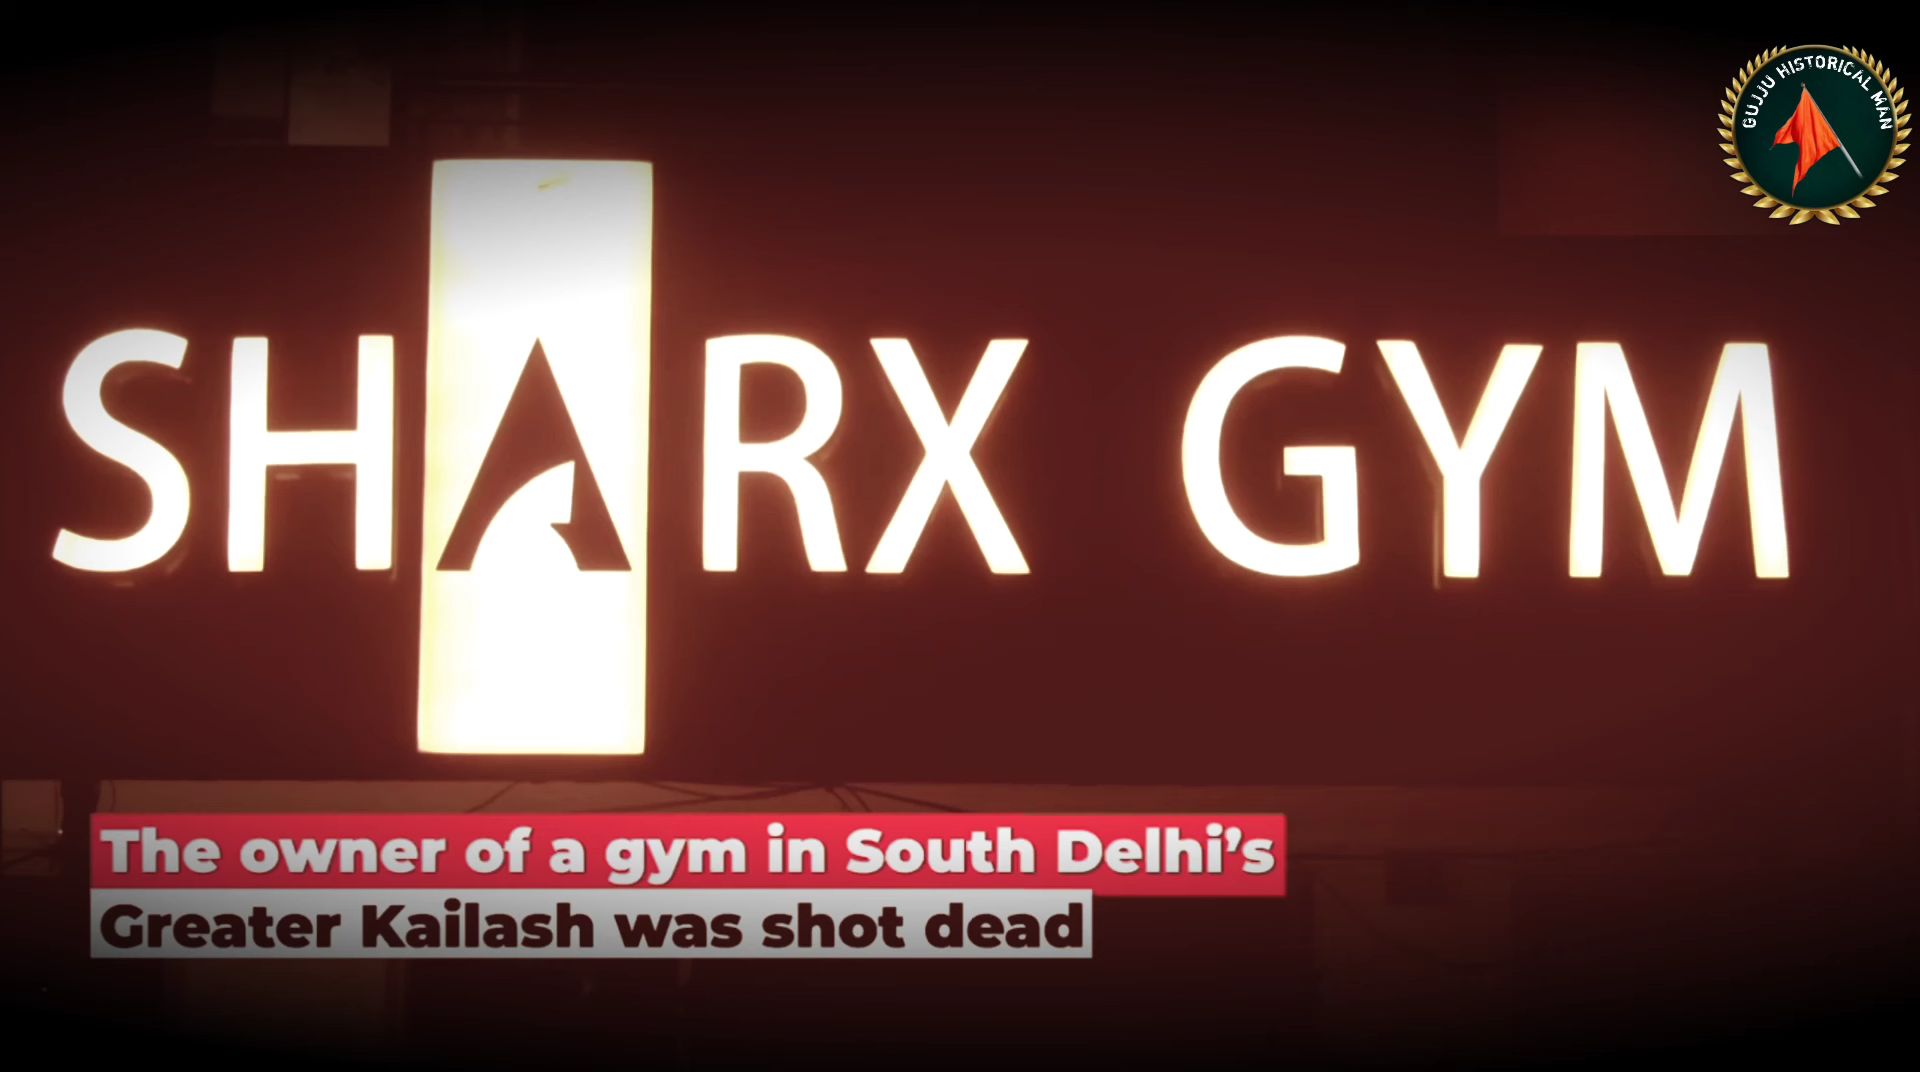 GUJJU HISTORICAL MAN
SHARX GYM
The owner of a gym in South Delhi’s
Greater Kailash was shot dead